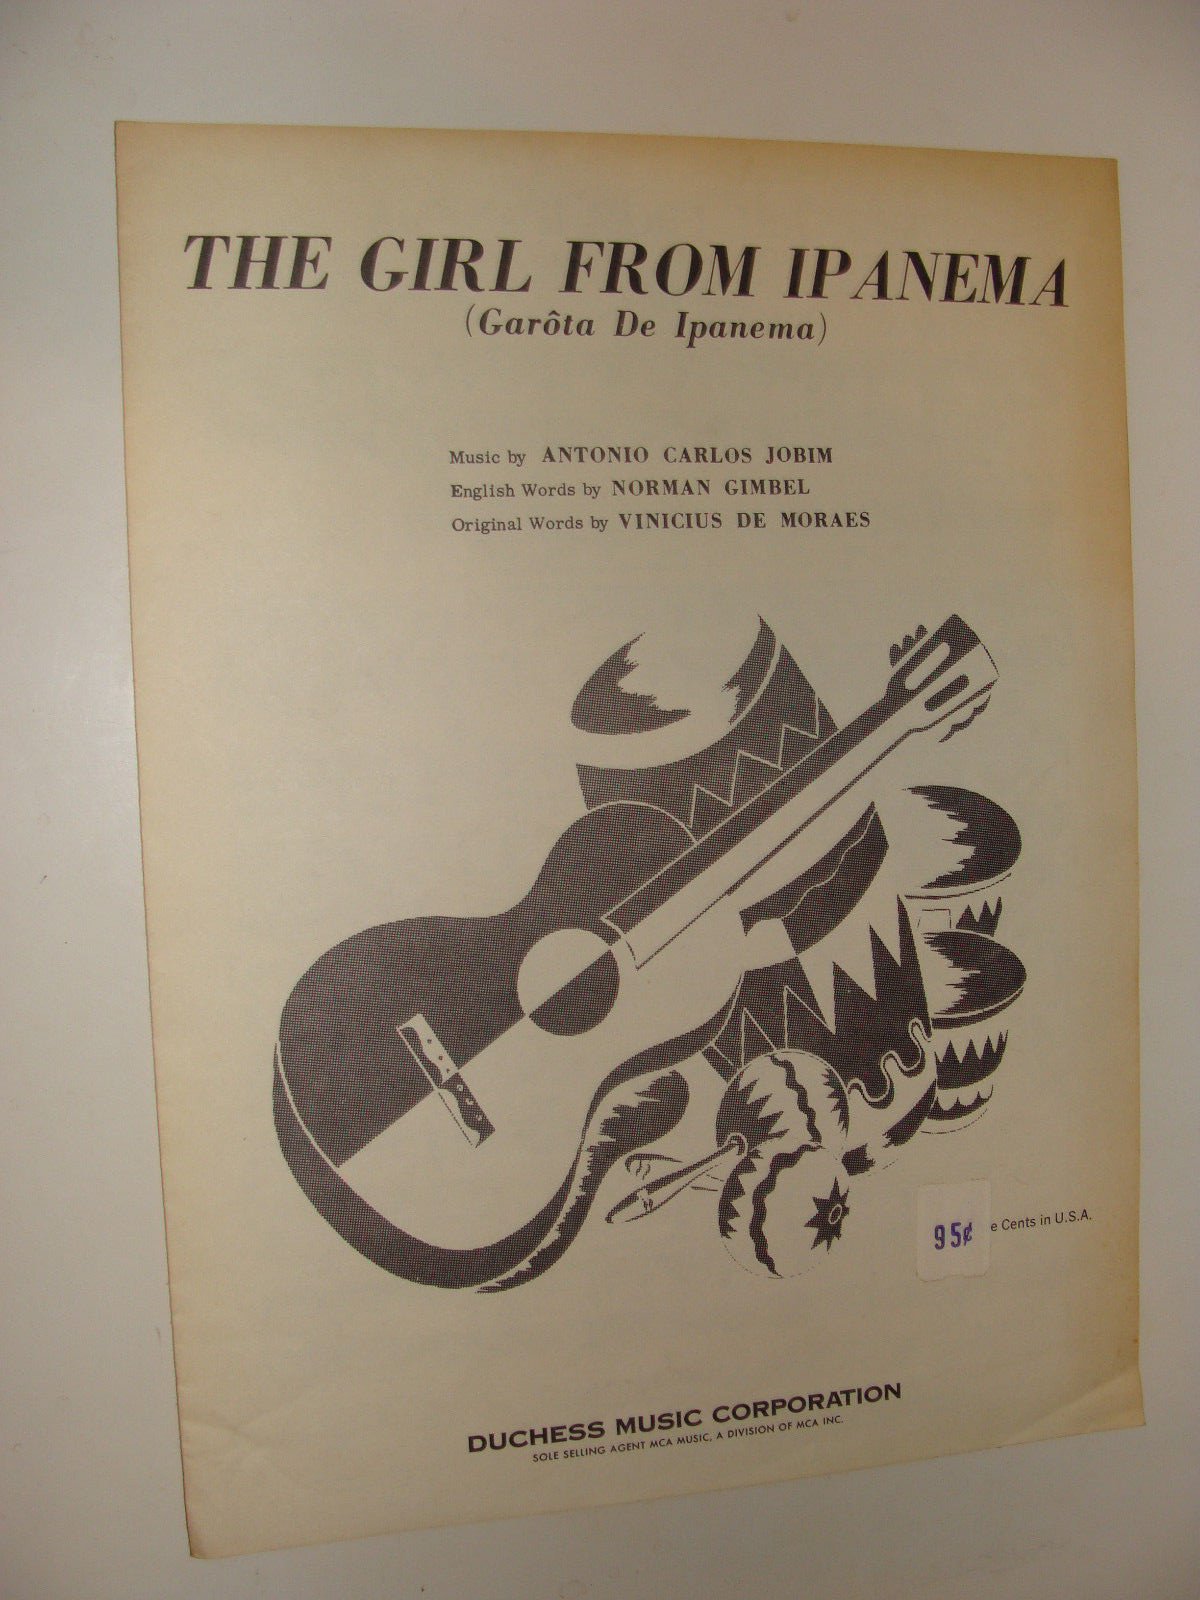 THE GIRL FROM IPANEMA
(Garôta De Ipanema)
Music by ANTONIO CARLOS JOBIM
English Words by NORMAN GIMBEL
Original Words by VINICIUS DE MORAES
95¢
e Cents in U.S.A.
DUCHESS MUSIC CORPORATION
SOLE SELLING AGENT MCA MUSIC, A DIVISION OF MCA INC.